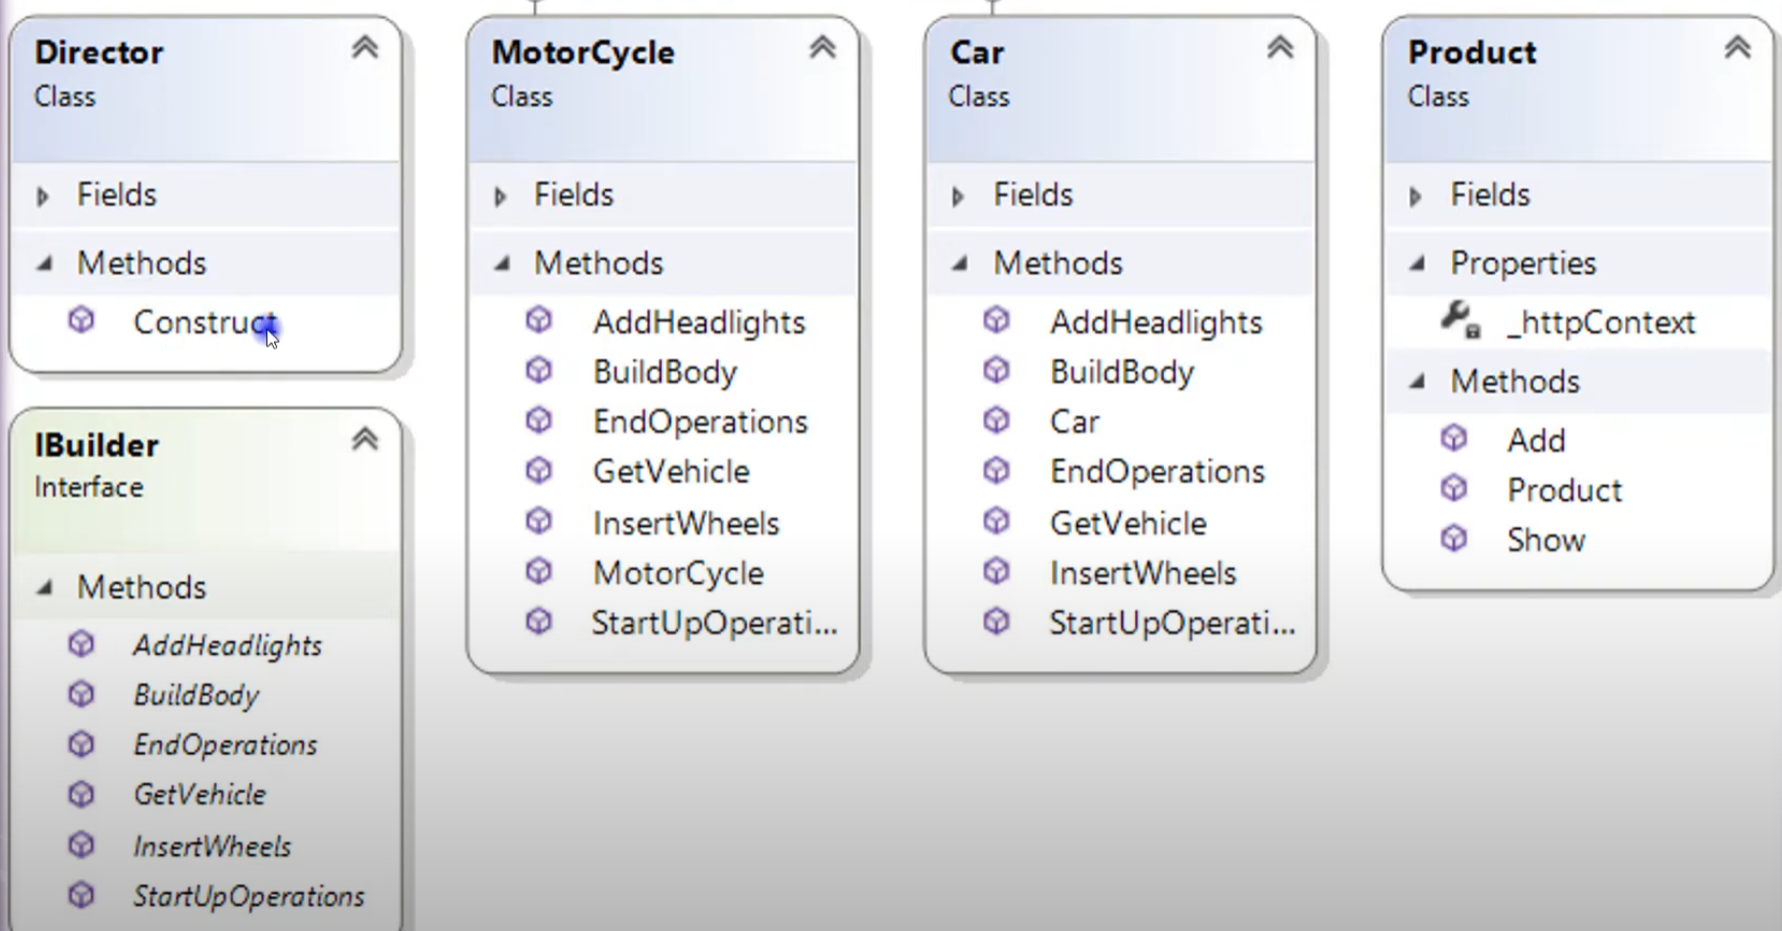 Director
Class
Fields
Methods
Construct
IBuilder
Interface
Methods
AddHeadlights
BuildBody
EndOperations
GetVehicle
InsertWheels
StartUpOperations
MotorCycle
Class
Fields
Methods
AddHeadlights
BuildBody
EndOperations
GetVehicle
InsertWheels
MotorCycle
StartUpOperati...
Car
Class
Fields
Methods
AddHeadlights
BuildBody
Car
EndOperations
GetVehicle
InsertWheels
StartUpOperati...
Product
Class
Fields
Properties
_httpContext
Methods
Add
Product
Show